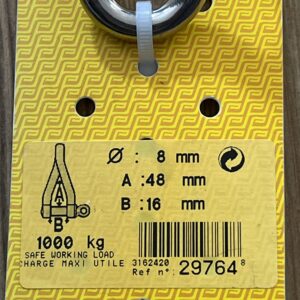 Ø : 8 mm
A : 48 mm
B : 16 mm
A
B
1000 kg
SAFE WORKING LOAD
CHARGE MAXI UTILE
3162420
Ref n°: 29764 8